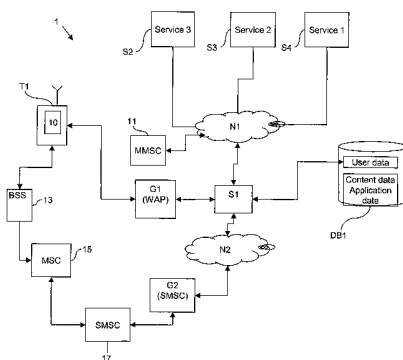 1
Service 3
Service 2
Service 1
S2
S3
S4
T1
10
11
MMSC
N1
BSS
13
G1
(WAP)
S1
User data
Content data
Application
data
DB1
MSC
15
N2
G2
(SMSC)
SMSC
17